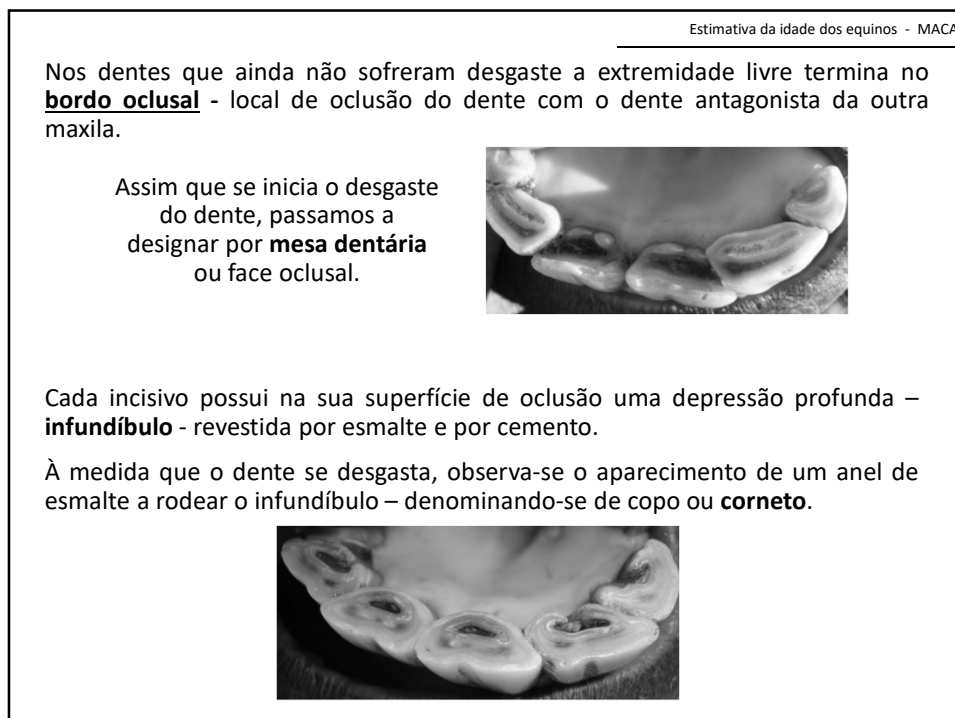 Estimativa da idade dos equinos - MACA
Nos dentes que ainda não sofreram desgaste a extremidade livre termina no
bordo oclusal - local de oclusão do dente com o dente antagonista da outra
maxila.
Assim que se inicia o desgaste
do dente, passamos a
designar por mesa dentária
ou face oclusal.
Cada incisivo possui na sua superfície de oclusão uma depressão profunda –
infundíbulo - revestida por esmalte e por cemento.
À medida que o dente se desgasta, observa-se o aparecimento de um anel de
esmalte a rodear o infundíbulo – denominando-se de copo ou corneto.